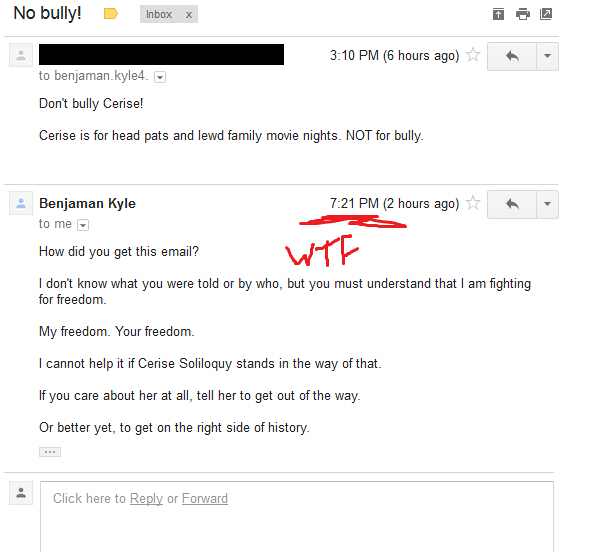 No bully! Inbox x
3:10 PM (6 hours ago)
to benjaman.kyle4.
Don't bully Cerise!
Cerise is for head pats and lewd family movie nights. NOT for bully.
Benjaman Kyle 7:21 PM (2 hours ago)
to me
WTF
How did you get this email?
I don't know what you were told or by who, but you must understand that I am fighting
for freedom.
My freedom. Your freedom.
I cannot help it if Cerise Soliloquy stands in the way of that.
If you care about her at all, tell her to get out of the way.
Or better yet, to get on the right side of history.
...
Click here to Reply or Forward